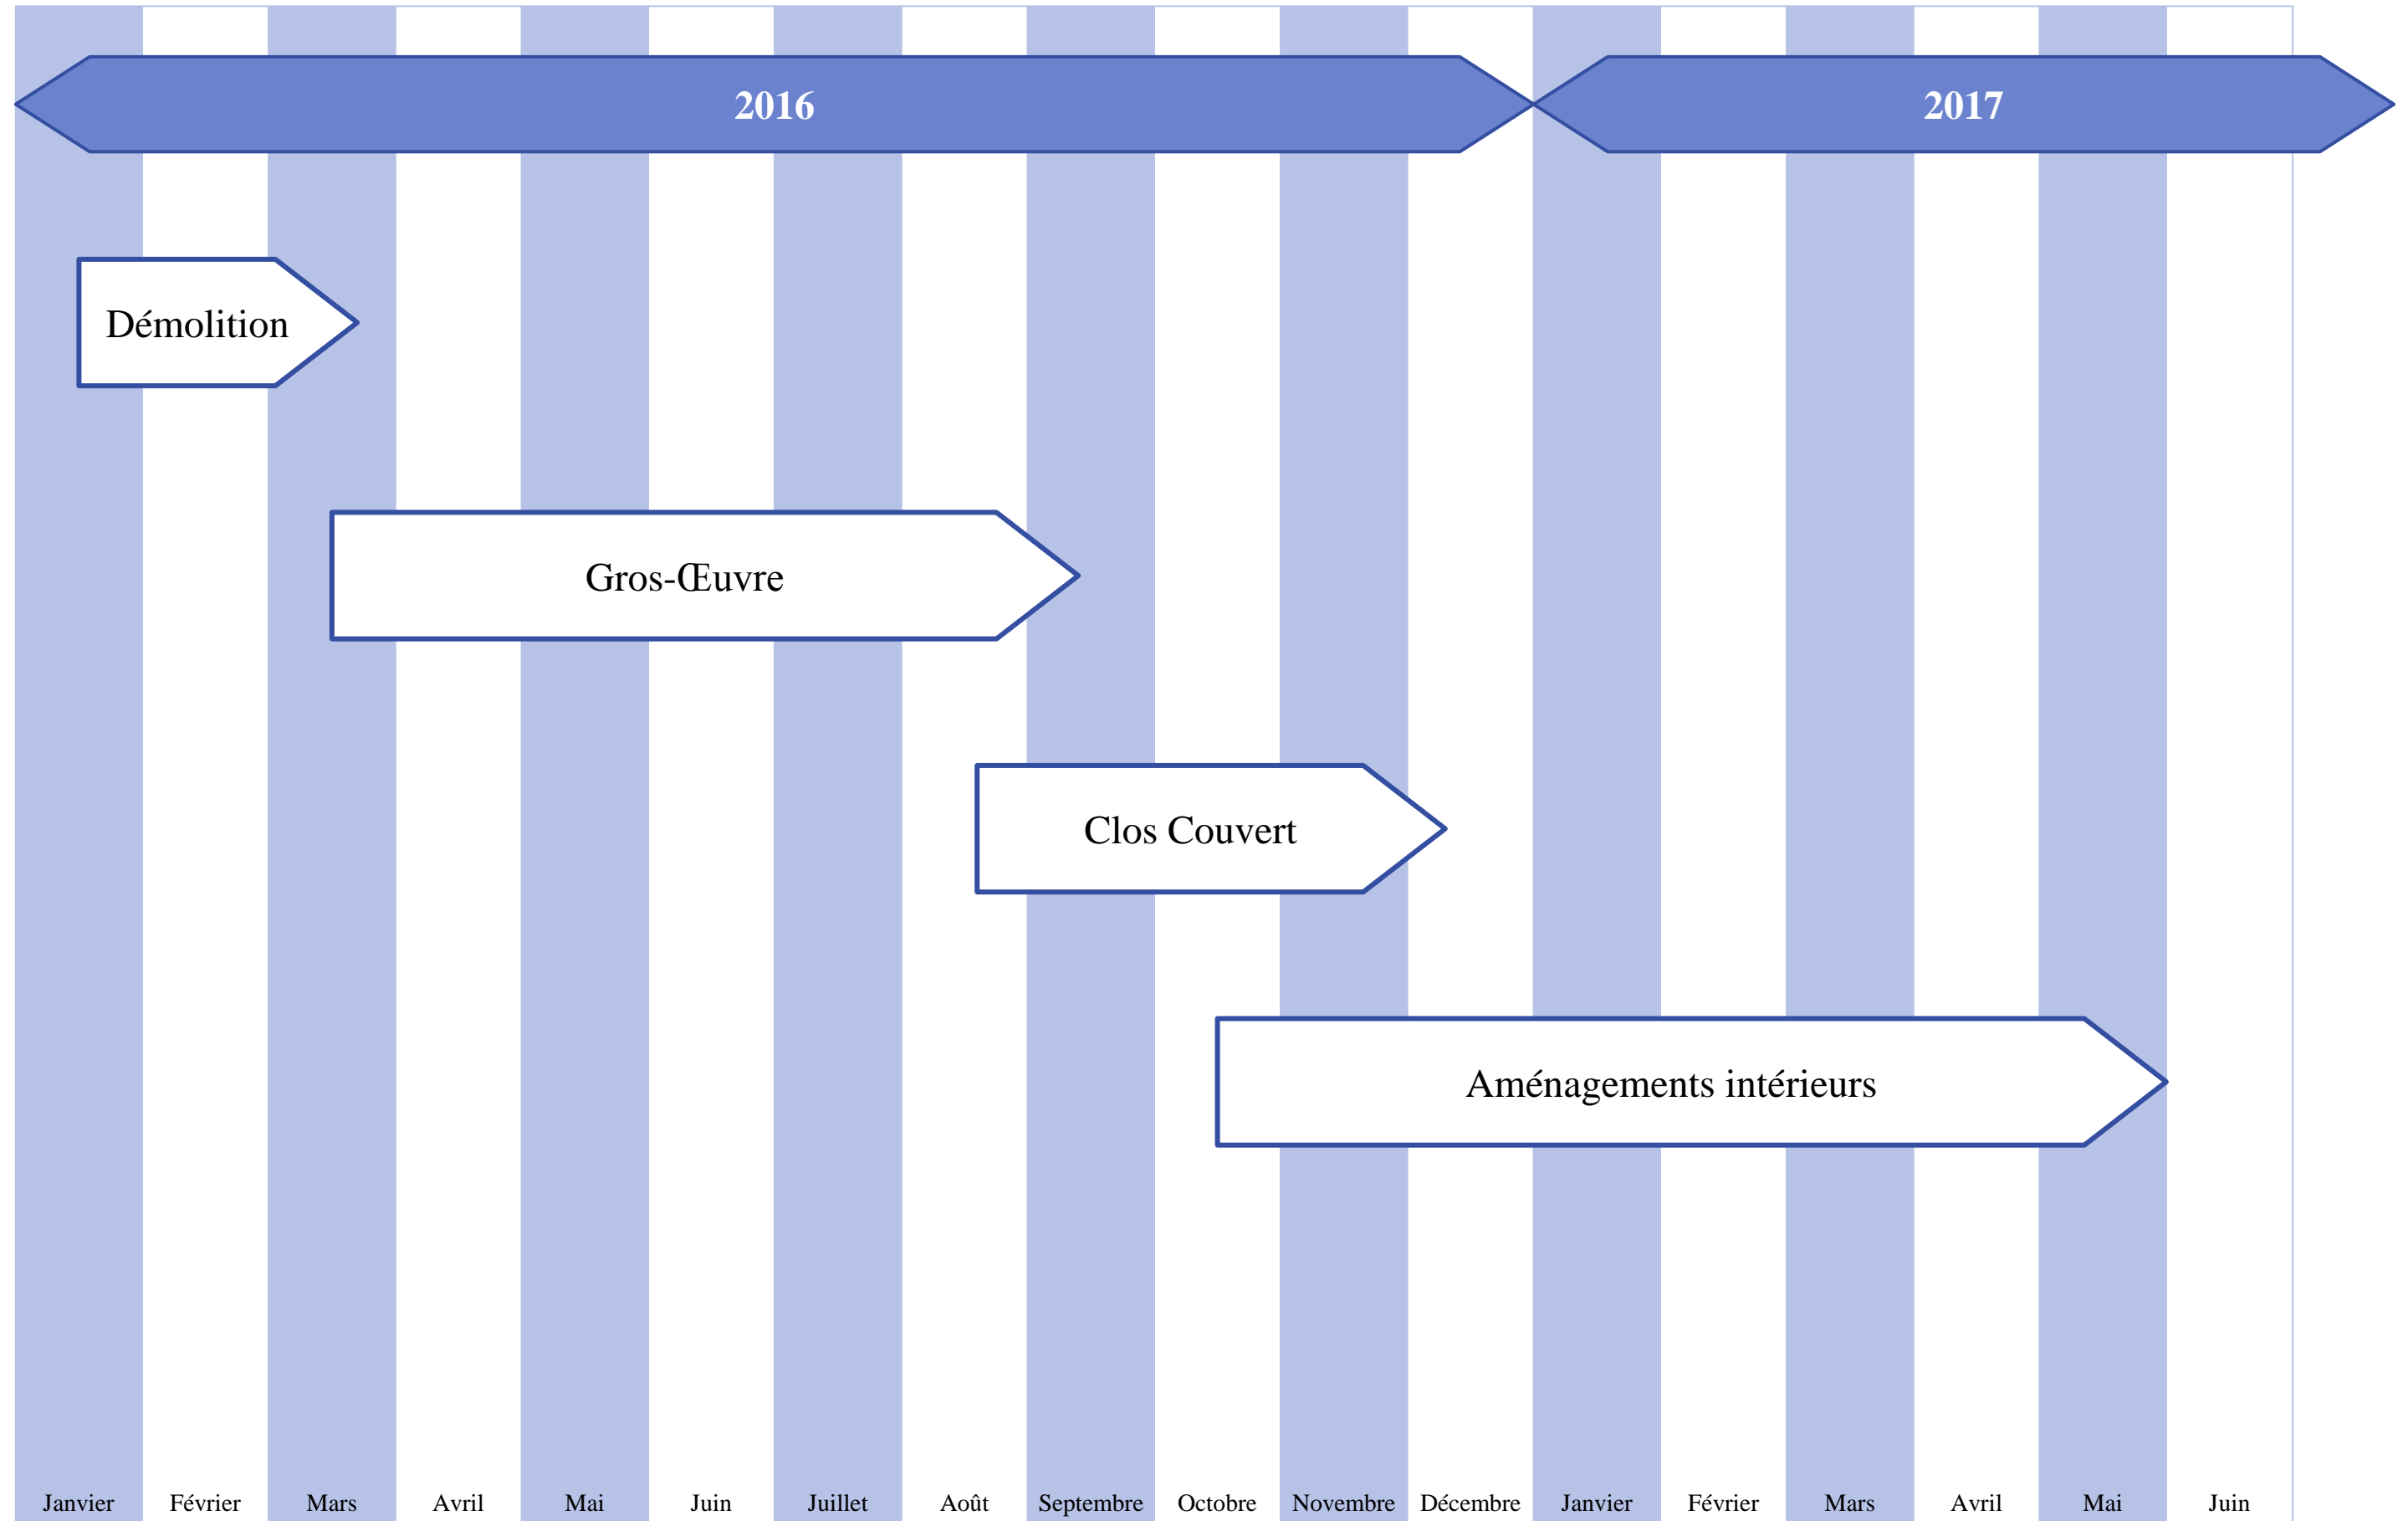 2016
2017
Démolition
Gros-Œuvre
Clos Couvert
Aménagements intérieurs
Janvier Février Mars Avril Mai Juin Juillet Août Septembre Octobre Novembre Décembre Janvier Février Mars Avril Mai Juin